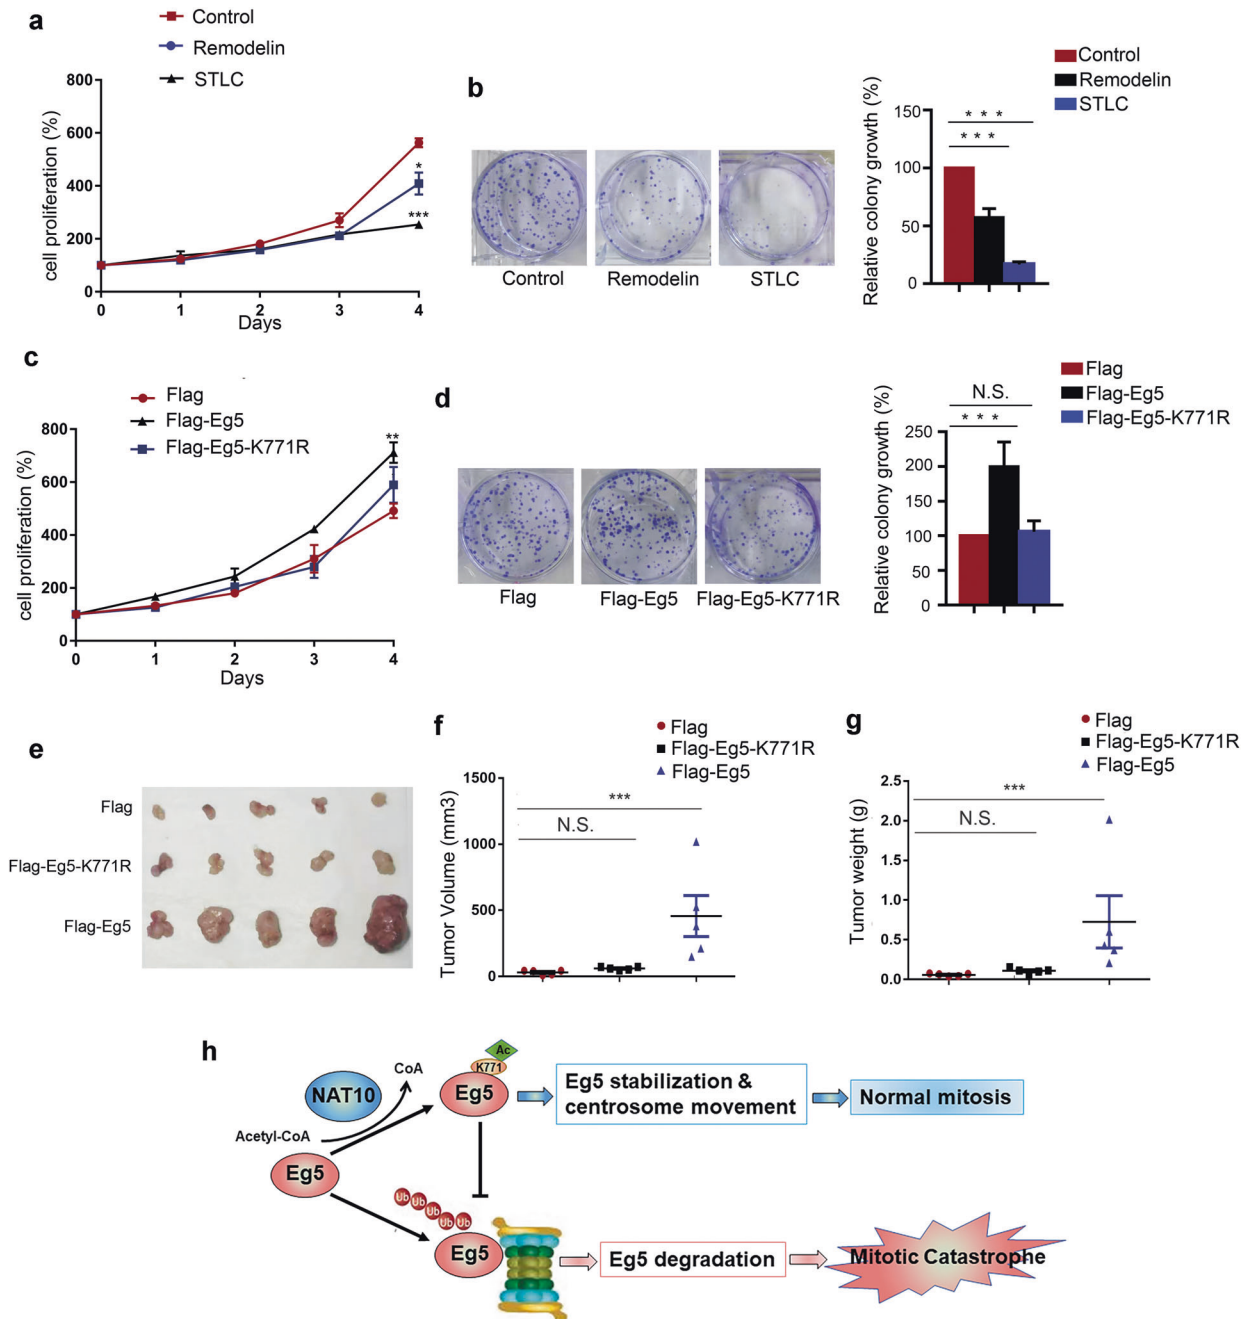 a
Control
Remodelin
STLC
cell proliferation (%)
800
600
400
200
0
*
***
0 1 2 3 4
Days
b
Control
Remodelin
STLC
Control
Remodelin
STLC
Relative colony growth (%)
150
100
50
0
* * *
* * *
c
Flag
Flag-Eg5
Flag-Eg5-K771R
cell proliferation (%)
800
600
400
200
0
**
0 1 2 3 4
Days
d
Flag
Flag-Eg5
Flag-Eg5-K771R
Flag
Flag-Eg5
Flag-Eg5-K771R
Relative colony growth (%)
250
200
150
100
50
0
N.S.
* * *
e
Flag
Flag-Eg5-K771R
Flag-Eg5
f
Flag
Flag-Eg5-K771R
Flag-Eg5
Tumor Volume (mm3)
1500
1000
500
0
***
N.S.
g
Flag
Flag-Eg5-K771R
Flag-Eg5
Tumor weight (g)
2.5
2.0
1.5
1.0
0.5
0.0
***
N.S.
h
NAT10
CoA
Acetyl-CoA
Eg5
Ac
K771
Eg5
Eg5 stabilization &
centrosome movement
Normal mitosis
Ub
Ub
Ub
Ub
Ub
Eg5
Eg5 degradation
Mitotic Catastrophe